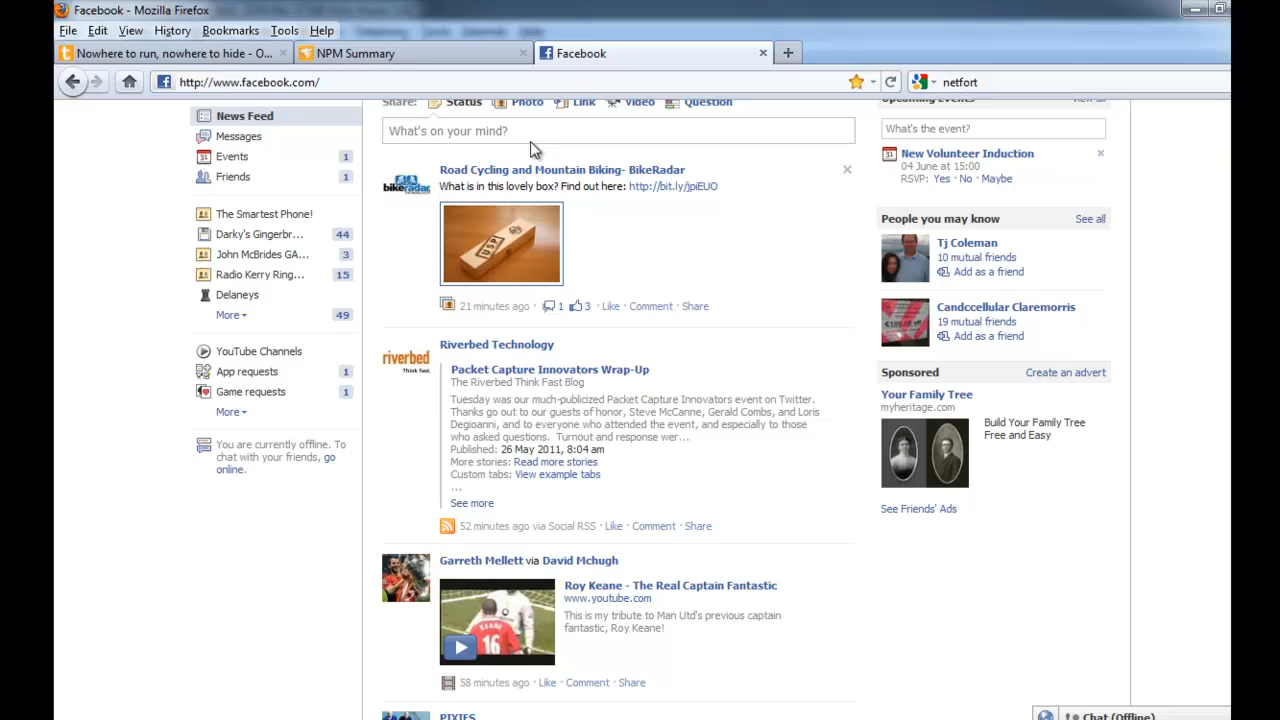 Facebook - Mozilla Firefox
File Edit View History Bookmarks Tools Help
Nowhere to run, nowhere to hide - O... × NPM Summary × Facebook × +
http://www.facebook.com/ netfort
News Feed
Messages
Events 1
Friends 1
The Smartest Phone!
Darky's Gingerbr... 44
John McBrides GA... 3
Radio Kerry Ring... 15
Delaneys
More 49
YouTube Channels
App requests 1
Game requests 1
More
You are currently offline. To
chat with your friends, go
online.
Share: Status Photo Link Video Question
What's on your mind?
Road Cycling and Mountain Biking- BikeRadar
bikeradar
What is in this lovely box? Find out here: http://bit.ly/jpiEUO
USP
21 minutes ago · 1 3 · Like · Comment · Share
Riverbed Technology
riverbed
Think fast.
Packet Capture Innovators Wrap-Up
The Riverbed Think Fast Blog
Tuesday was our much-publicized Packet Capture Innovators event on Twitter.
Thanks go out to our guests of honor, Steve McCanne, Gerald Combs, and Loris
Degioanni, and to everyone who attended the event, and especially to those
who asked questions. Turnout and response wer...
Published: 26 May 2011, 8:04 am
More stories: Read more stories
Custom tabs: View example tabs
...
See more
52 minutes ago via Social RSS · Like · Comment · Share
Garreth Mellett via David Mchugh
KEANE
16
Roy Keane - The Real Captain Fantastic
www.youtube.com
This is my tribute to Man Utd's previous captain
fantastic, Roy Keane!
58 minutes ago · Like · Comment · Share
PIXIES
Upcoming Events View all
What's the event?
31 New Volunteer Induction
04 June at 15:00
RSVP: Yes · No · Maybe
People you may know See all
Tj Coleman
10 mutual friends
Add as a friend
Candccellular Claremorris
19 mutual friends
Add as a friend
Sponsored Create an advert
Your Family Tree
myheritage.com
Build Your Family Tree
Free and Easy
See Friends' Ads
Chat (Offline)